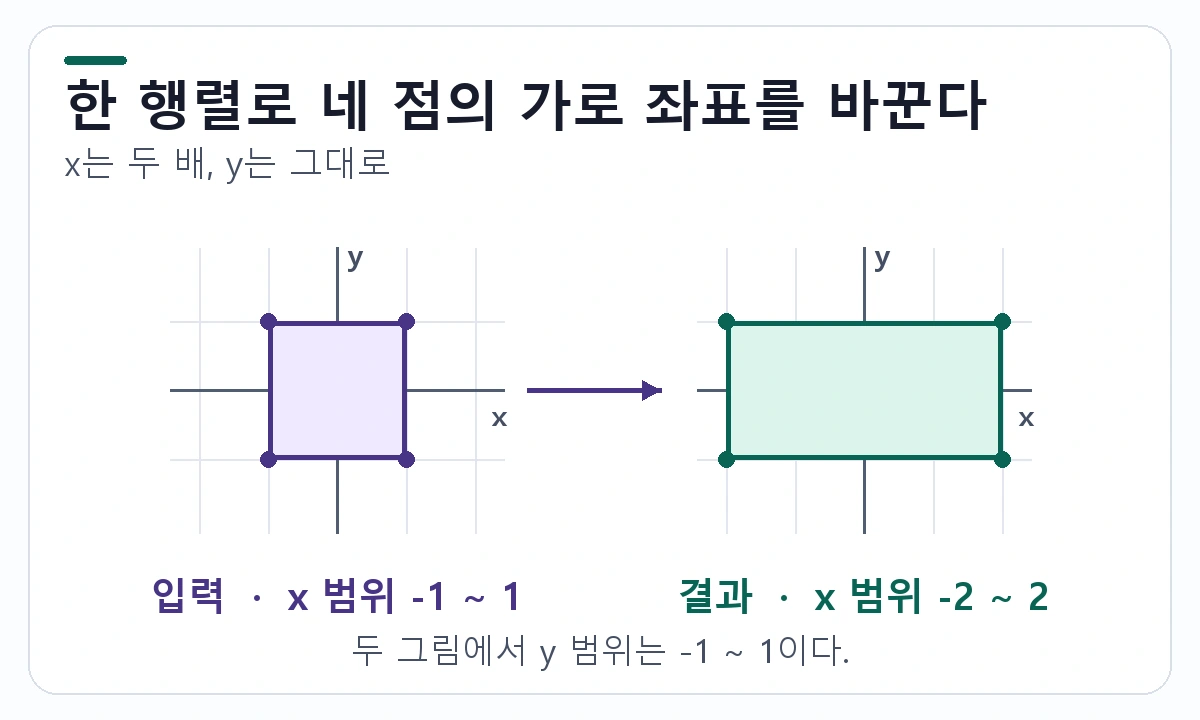 한 행렬로 네 점의 가로 좌표를 바꾼다
x는 두 배, y는 그대로
y
x
y
x
입력 · x 범위 -1 ~ 1
결과 · x 범위 -2 ~ 2
두 그림에서 y 범위는 -1 ~ 1이다.